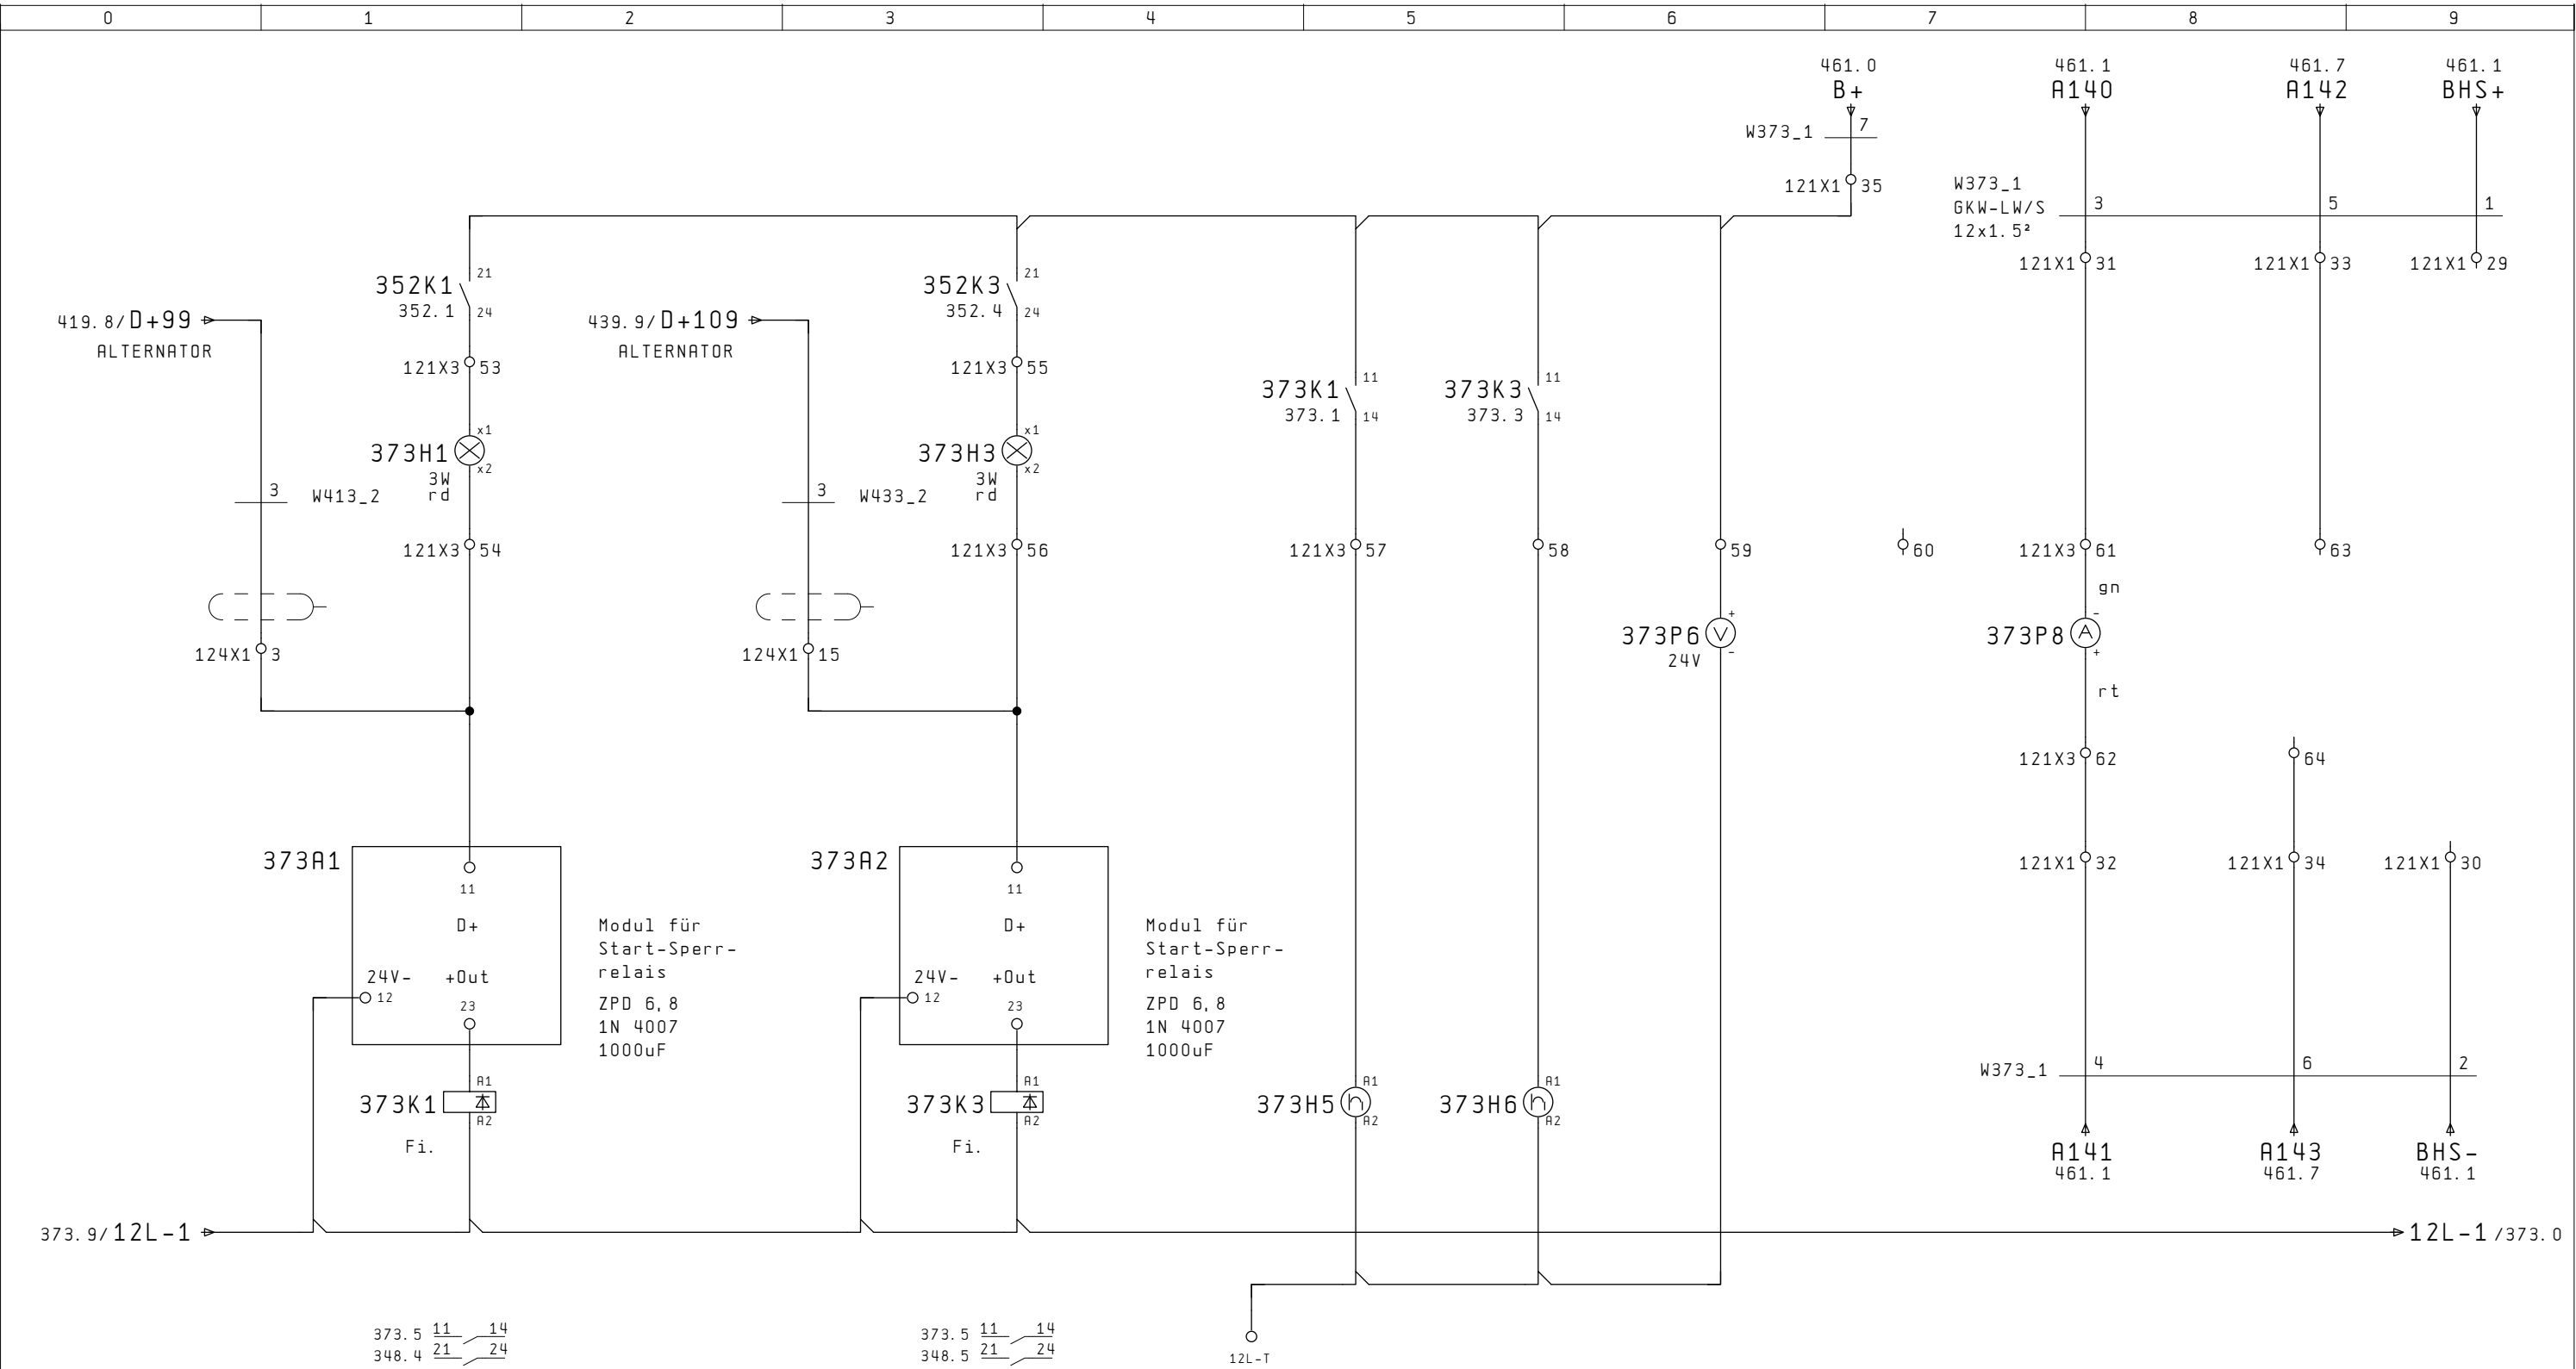 0 1 2 3 4 5 6 7 8 9
461.0 461.1 461.7 461.1
B+ A140 A142 BHS+
W373_1 7
121X1 35
W373_1
GKW-LW/S
12x1.5²
3 5 1
121X1 31 121X1 33 121X1 29
352K1 21
352.1 24
352K3 21
352.4 24
419.8/D+99
ALTERNATOR
439.9/D+109
ALTERNATOR
121X3 53 121X3 55
373K1 11
373.1 14
373K3 11
373.3 14
373H1 x1
x2
3W
rd
373H3 x1
x2
3W
rd
3 W413_2 3 W433_2
121X3 54 121X3 56 121X3 57 58 59 60 121X3 61 63
gn
373P6 V + -
24V
373P8 A - +
rt
124X1 3 124X1 15
121X3 62 64
121X1 32 121X1 34 121X1 30
373A1
11
D+
24V- +Out
12
23
Modul für
Start-Sperr-
relais
ZPD 6,8
1N 4007
1000uF
373A2
11
D+
24V- +Out
12
23
Modul für
Start-Sperr-
relais
ZPD 6,8
1N 4007
1000uF
W373_1 4 6 2
373K1 A1
A2
Fi.
373K3 A1
A2
Fi.
373H5 A1
A2
373H6 A1
A2
A141 A143 BHS-
461.1 461.7 461.1
373.9/12L-1 12L-1/373.0
373.5 11 14
348.4 21 24
373.5 11 14
348.5 21 24
12L-T